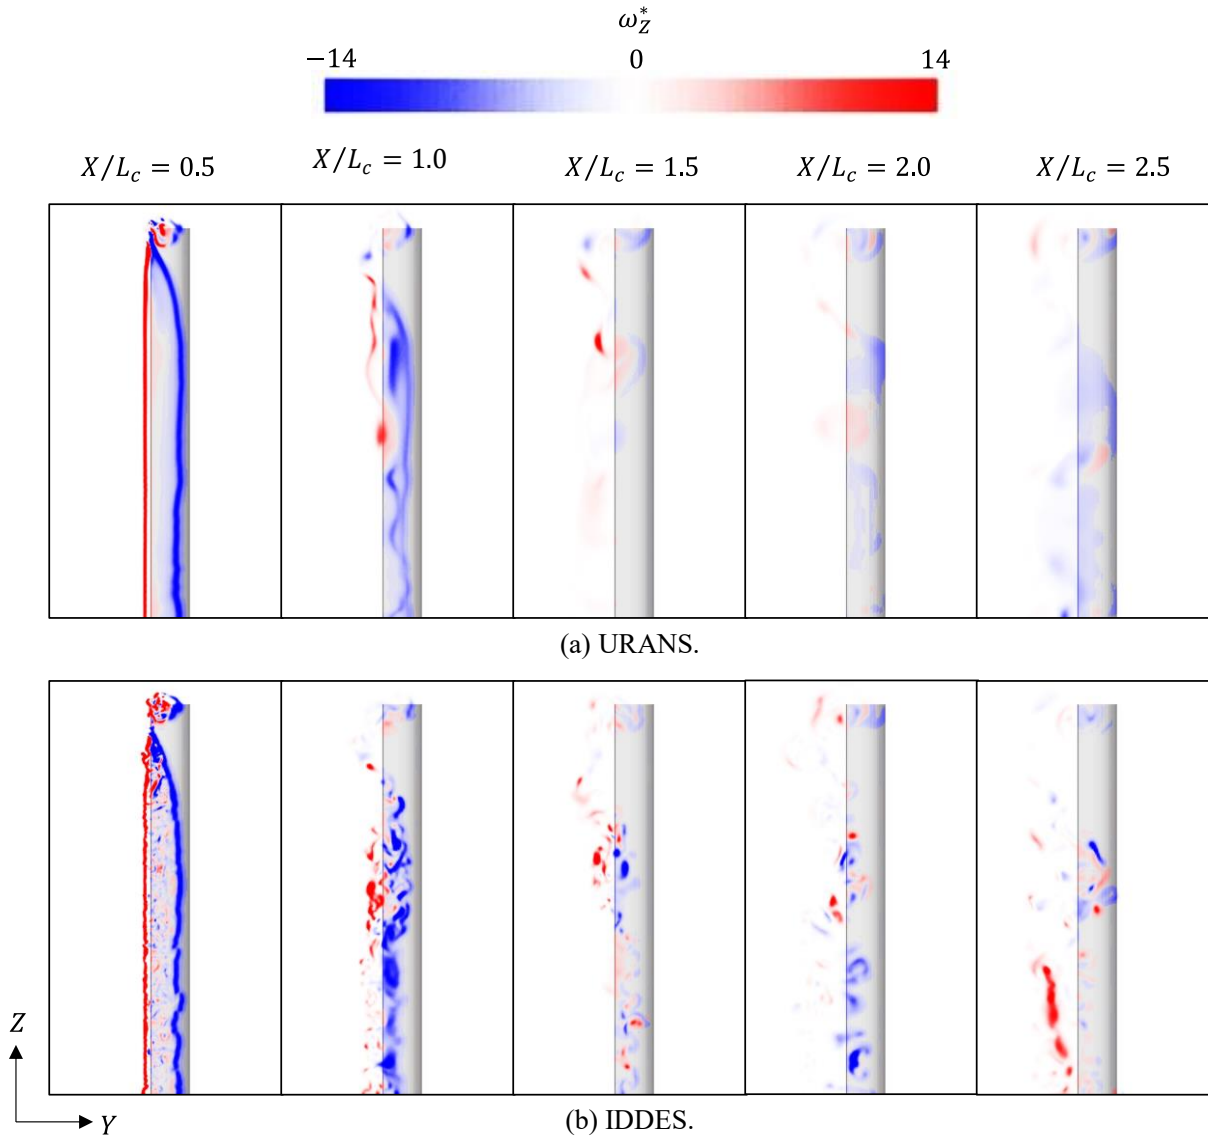 ω*_Z
−14 0 14
X/L_c = 0.5 X/L_c = 1.0 X/L_c = 1.5 X/L_c = 2.0 X/L_c = 2.5
(a) URANS.
Z
Y
(b) IDDES.